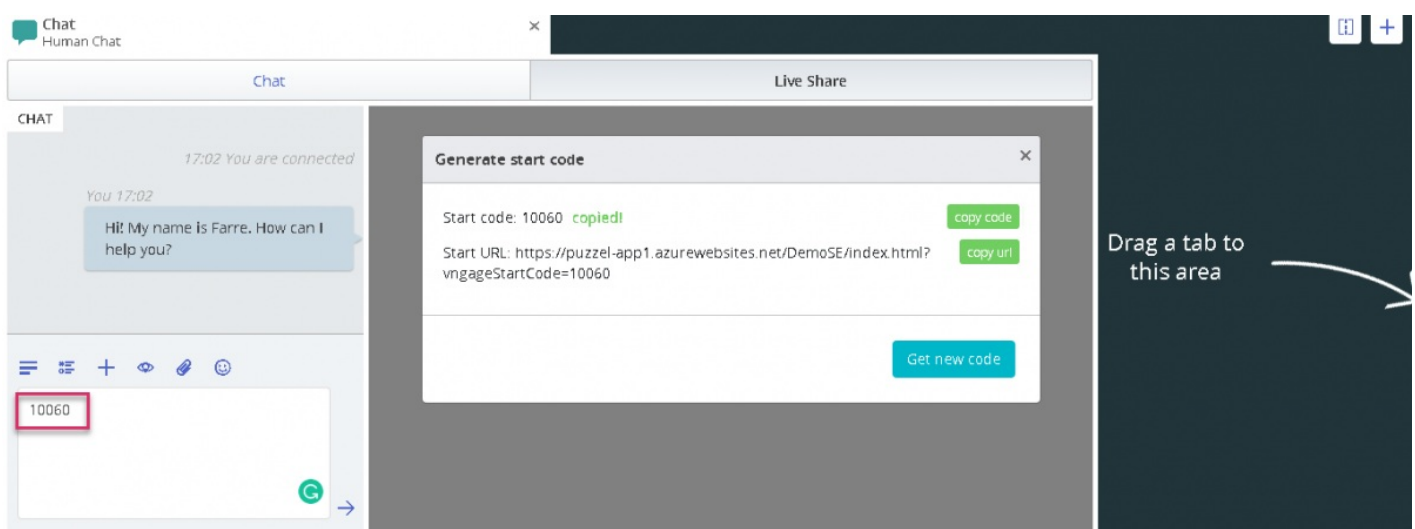 Chat
Human Chat
Chat
Live Share
CHAT
17:02 You are connected
You 17:02
Hi! My name is Farre. How can I
help you?
10060
Generate start code
Start code: 10060 copied!
copy code
Start URL: https://puzzel-app1.azurewebsites.net/DemoSE/index.html?
vngageStartCode=10060
copy url
Get new code
Drag a tab to
this area